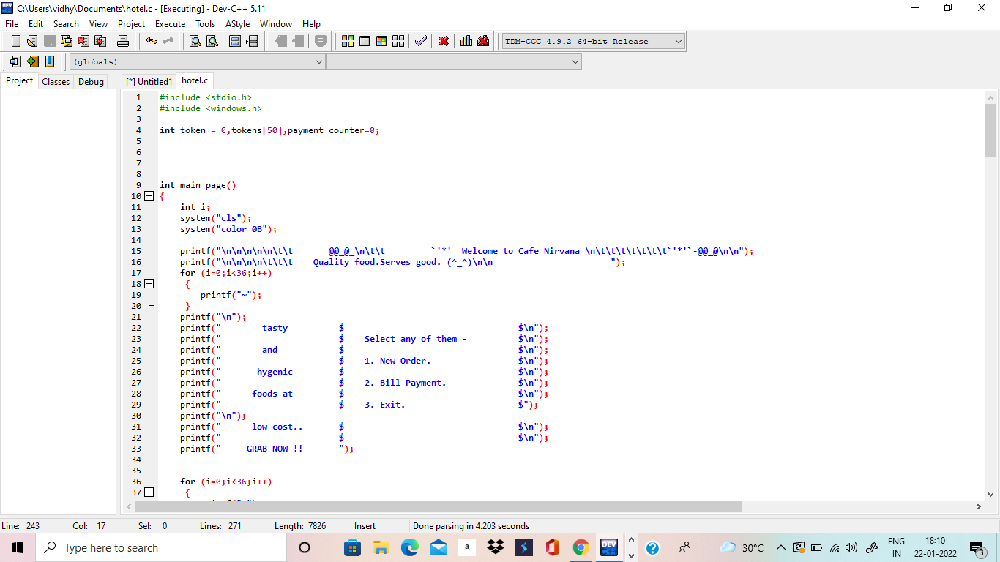 C:\Users\vidhy\Documents\hotel.c - [Executing] - Dev-C++ 5.11
File Edit Search View Project Execute Tools AStyle Window Help
TDM-GCC 4.9.2 64-bit Release
(globals)
Project Classes Debug [*] Untitled1 hotel.c
1 #include <stdio.h>
2 #include <windows.h>
3
4 int token = 0,tokens[50],payment_counter=0;
5
6
7
8
9 int main_page()
10 {
11     int i;
12     system("cls");
13     system("color 0B");
14
15     printf("\n\n\n\n\n\t\t       @@_@_\n\t\t         `'*'  Welcome to Cafe Nirvana \n\t\t\t\t\t\t\t`'*'`-@@_@\n\n");
16     printf("\n\n\n\n\t\t\t    Quality food.Serves good. (^_^)\n\n                       ");
17     for (i=0;i<36;i++)
18      {
19         printf("~");
20      }
21     printf("\n");
22     printf("        tasty          $                                  $\n");
23     printf("                       $    Select any of them -          $\n");
24     printf("        and            $                                  $\n");
25     printf("                       $    1. New Order.                 $\n");
26     printf("       hygenic         $                                  $\n");
27     printf("                       $    2. Bill Payment.              $\n");
28     printf("      foods at         $                                  $\n");
29     printf("                       $    3. Exit.                      $");
30     printf("\n");
31     printf("      low cost..       $                                  $\n");
32     printf("                       $                                  $\n");
33     printf("     GRAB NOW !!       ");
34
35
36     for (i=0;i<36;i++)
37      {
Line: 243 Col: 17 Sel: 0 Lines: 271 Length: 7826 Insert Done parsing in 4.203 seconds
Type here to search a DEV 30°C ENG IN 18:10 22-01-2022 3